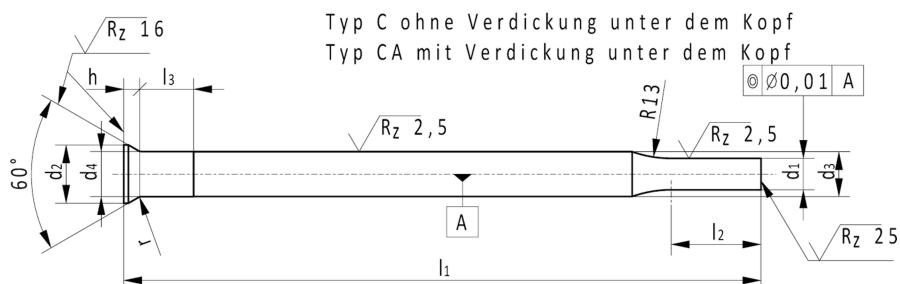 Typ C ohne Verdickung unter dem Kopf
Typ CA mit Verdickung unter dem Kopf
Rz 16
h
l3
Rz 2,5
R13
⌾ ⌀0,01 A
Rz 2,5
60°
d2
d4
d1
d3
A
r
l2
Rz 25
l1